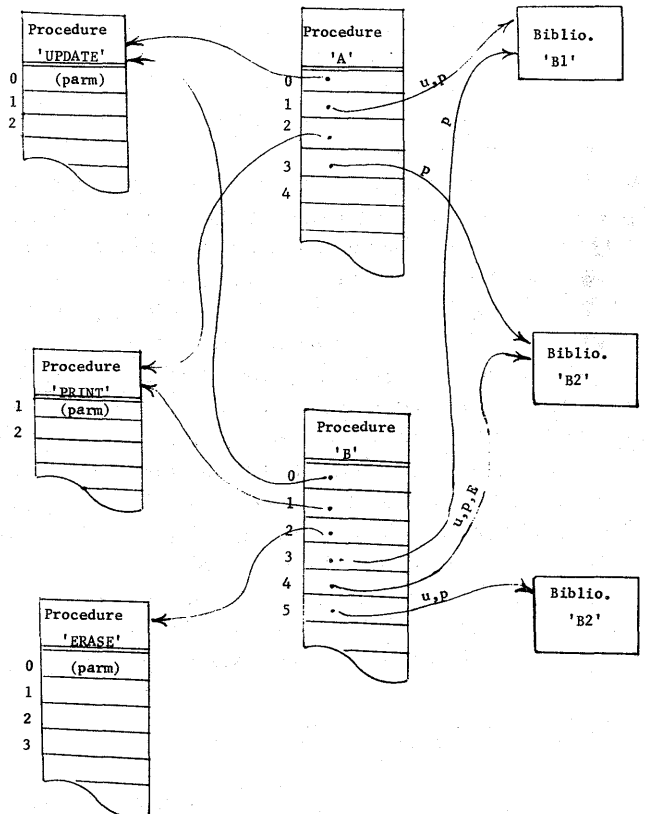 Procedure
'UPDATE'
0 (parm)
1
2
Procedure
'A'
0
1
2
3
4
u,p
p
p
Biblio.
'B1'
Biblio.
'B2'
Procedure
'PRINT'
1 (parm)
2
Procedure
'B'
0
1
2
3
4
5
u,p,E
u,p
Biblio.
'B2'
Procedure
'ERASE'
0 (parm)
1
2
3